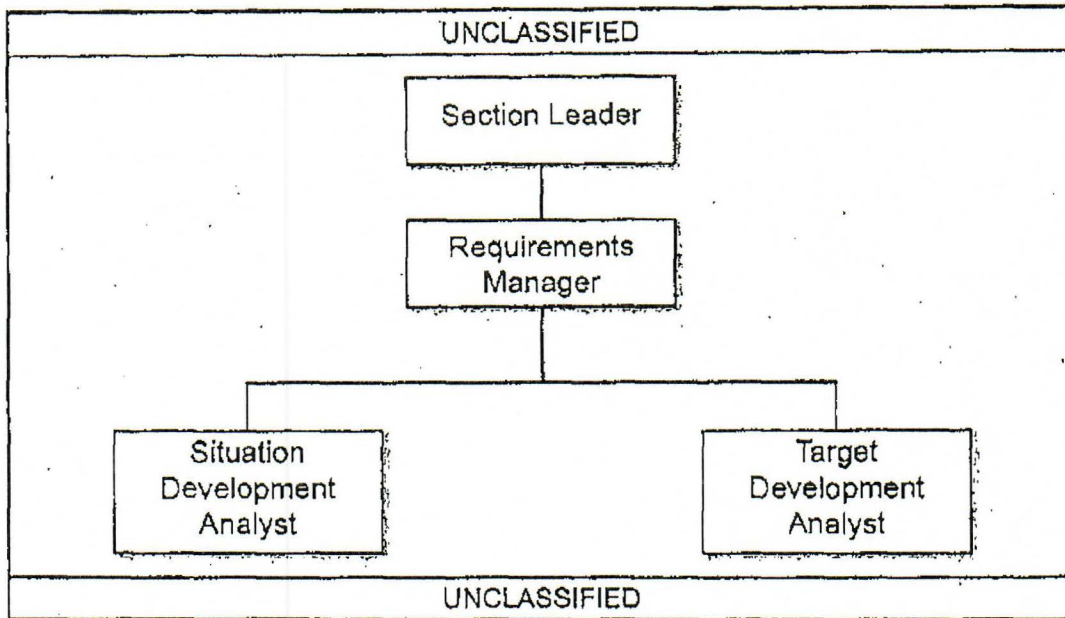 UNCLASSIFIED
Section Leader
Requirements
Manager
Situation
Development
Analyst
Target
Development
Analyst
UNCLASSIFIED